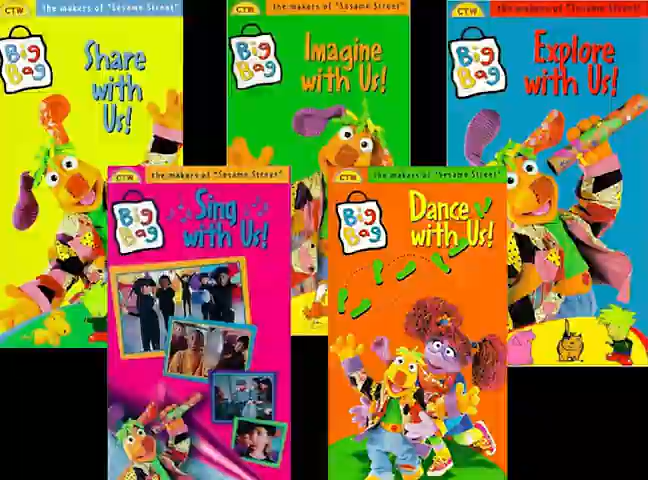 CTW the makers of "Sesame Street"
Big
Bag
Share
with
Us!
CTW the makers of "Sesame Street"
Big
Bag
Imagine
with Us!
CTW the makers of "Sesame Street"
Big
Bag
Explore
with Us!
CTW the makers of "Sesame Street"
Big
Bag
Sing
with Us!
CTW the makers of "Sesame Street"
Big
Bag
Dance
with Us!